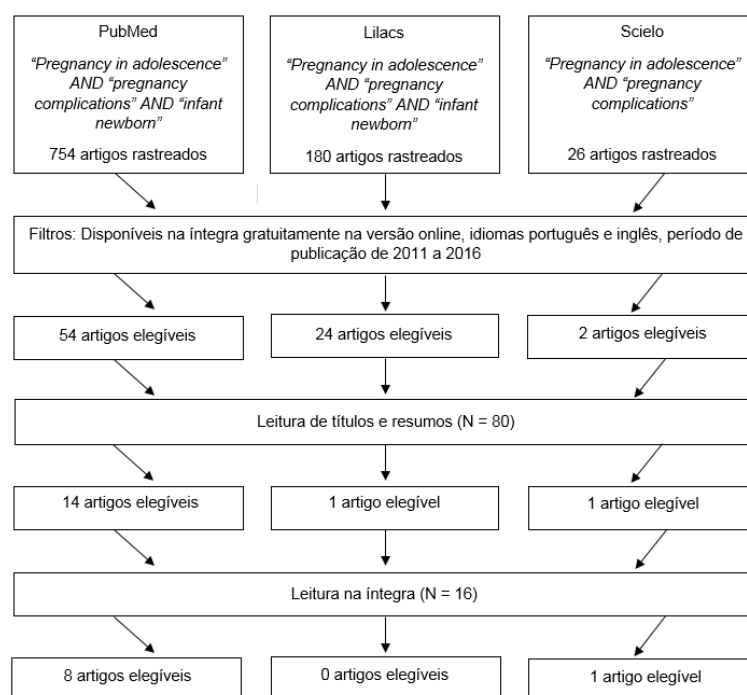 PubMed
“Pregnancy in adolescence”
AND “pregnancy
complications” AND “infant
newborn”
754 artigos rastreados
Lilacs
“Pregnancy in adolescence”
AND “pregnancy
complications” AND “infant
newborn”
180 artigos rastreados
Scielo
“Pregnancy in adolescence”
AND “pregnancy
complications”
26 artigos rastreados
Filtros: Disponíveis na íntegra gratuitamente na versão online, idiomas português e inglês, período de
publicação de 2011 a 2016
54 artigos elegíveis
24 artigos elegíveis
2 artigos elegíveis
Leitura de títulos e resumos (N = 80)
14 artigos elegíveis
1 artigo elegível
1 artigo elegível
Leitura na íntegra (N = 16)
8 artigos elegíveis
0 artigos elegíveis
1 artigo elegível